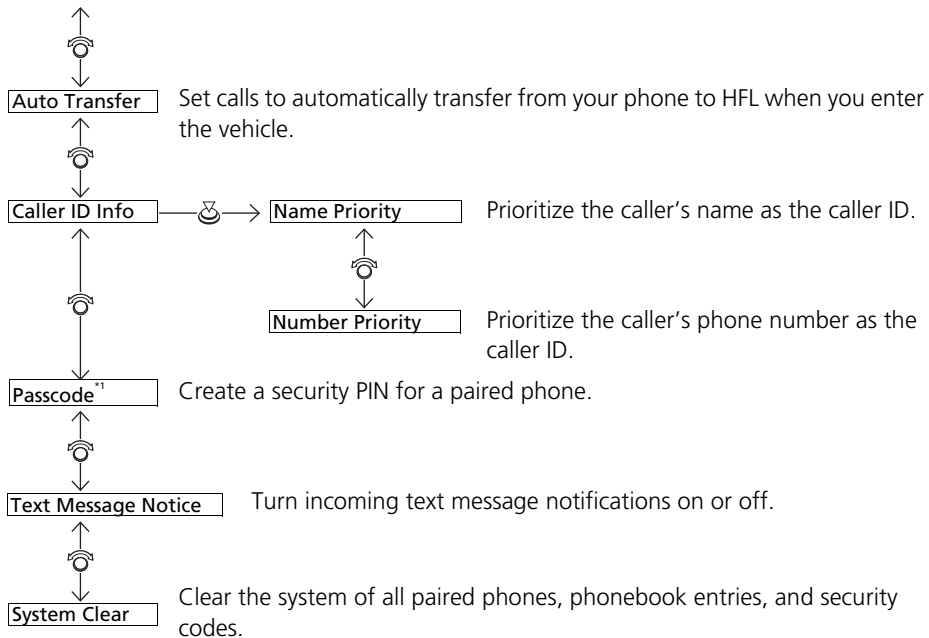 Auto Transfer
Set calls to automatically transfer from your phone to HFL when you enter
the vehicle.
Caller ID Info
Name Priority
Prioritize the caller's name as the caller ID.
Number Priority
Prioritize the caller's phone number as the
caller ID.
Passcode*1
Create a security PIN for a paired phone.
Text Message Notice
Turn incoming text message notifications on or off.
System Clear
Clear the system of all paired phones, phonebook entries, and security
codes.